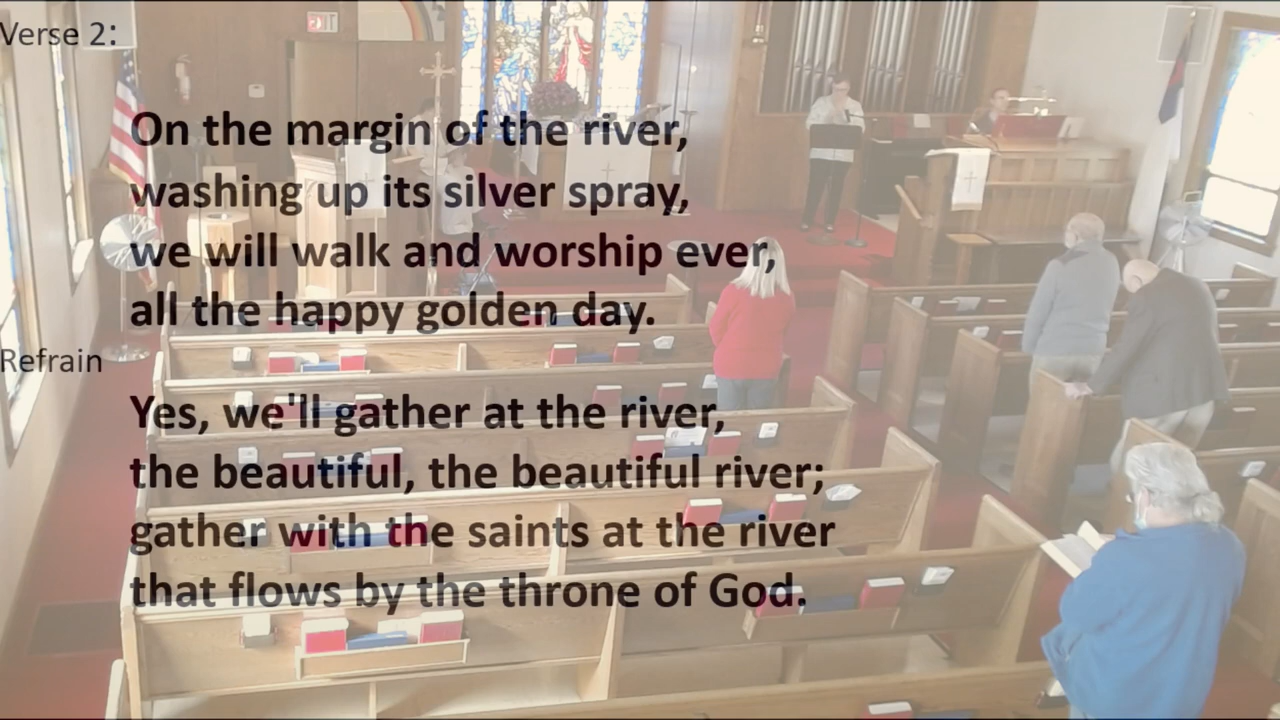 Verse 2:
On the margin of the river,
washing up its silver spray,
we will walk and worship ever,
all the happy golden day.
Refrain
Yes, we'll gather at the river,
the beautiful, the beautiful river;
gather with the saints at the river
that flows by the throne of God.